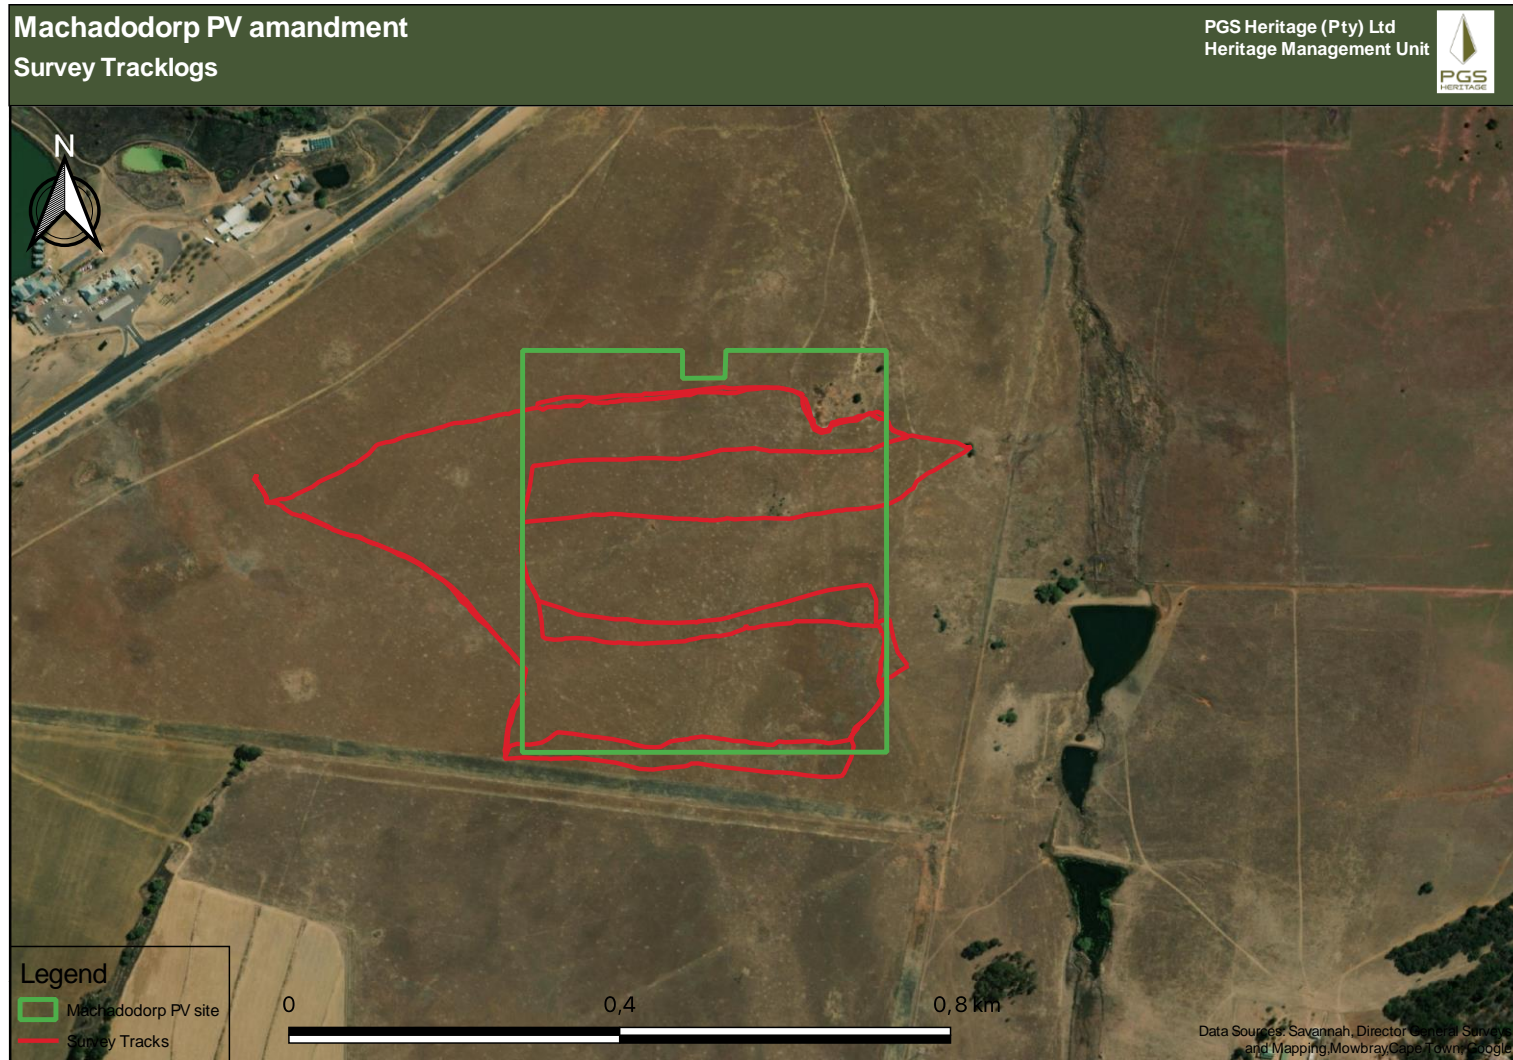 Machadodorp PV amandment
Survey Tracklogs
PGS Heritage (Pty) Ltd
Heritage Management Unit
PGS
HERITAGE
N
Legend
Machadodorp PV site
Survey Tracks
0 0,4 0,8 km
Data Sources: Savannah, Director General Surveys
and Mapping,Mowbray,Cape Town, Google